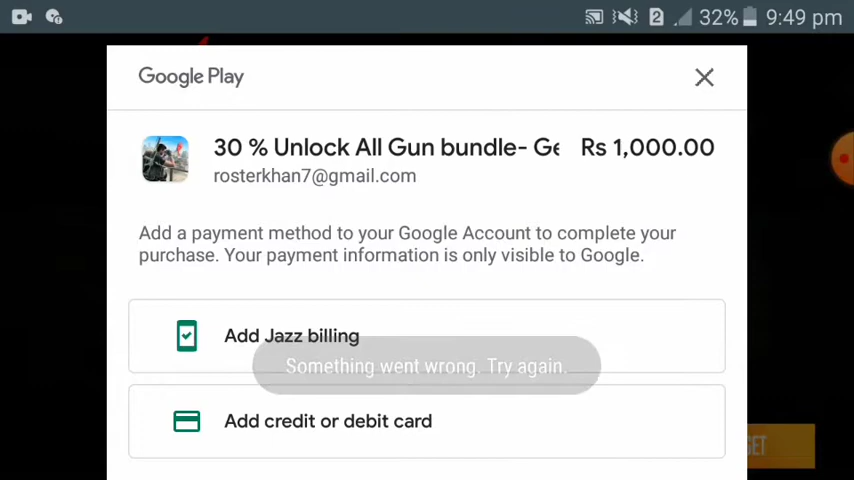 32% 9:49 pm
Google Play
30 % Unlock All Gun bundle- Ge Rs 1,000.00
rosterkhan7@gmail.com
Add a payment method to your Google Account to complete your
purchase. Your payment information is only visible to Google.
Add Jazz billing
Something went wrong. Try again.
Add credit or debit card
GET